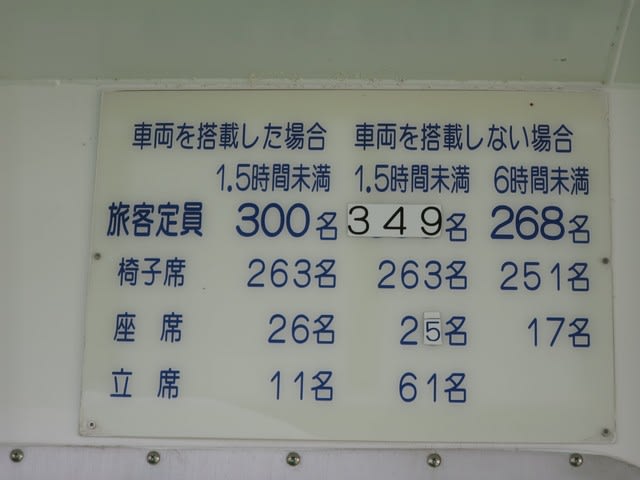 車両を搭載した場合 車両を搭載しない場合
1.5時間未満 1.5時間未満 6時間未満
旅客定員 300名 349名 268名
椅子席 263名 263名 251名
座席 26名 25名 17名
立席 11名 61名